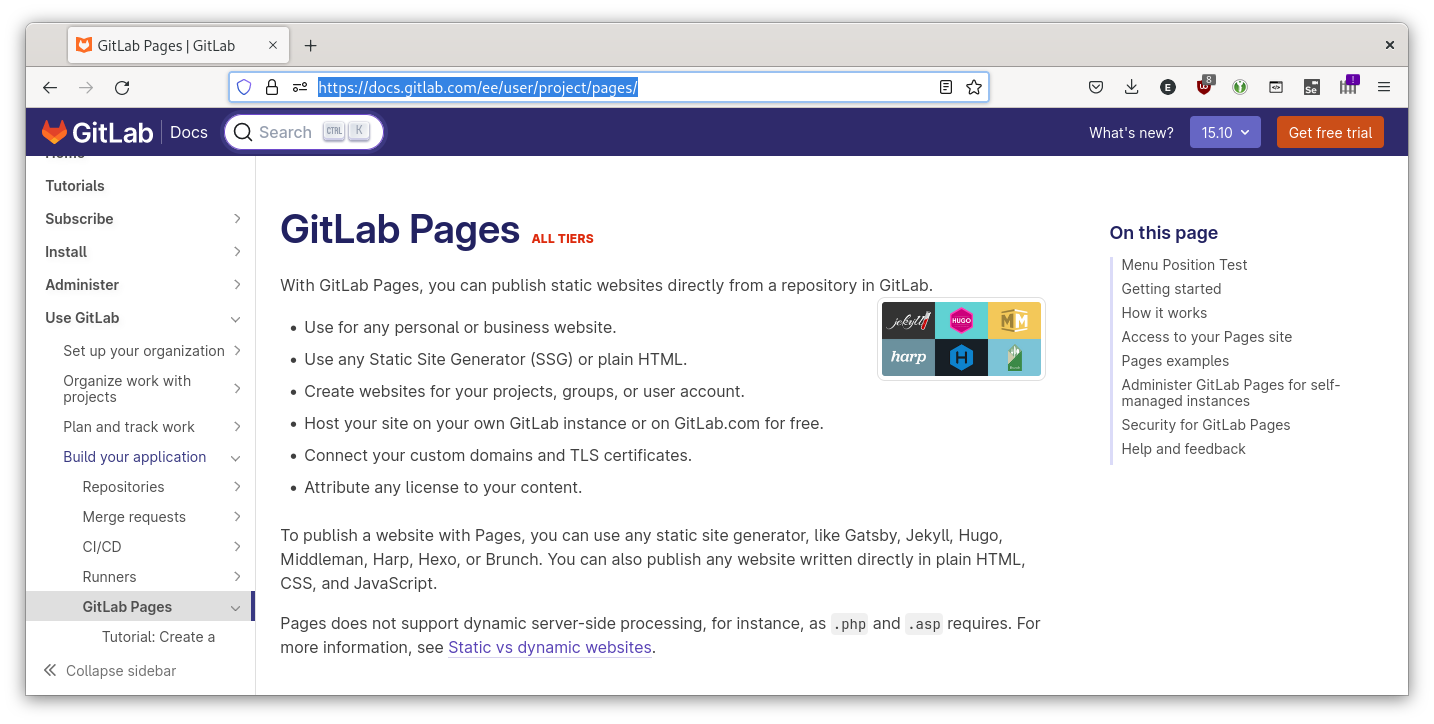 GitLab Pages | GitLab
https://docs.gitlab.com/ee/user/project/pages/
8
!
E
Se
GitLab Docs
Search CTRL K
What's new?
15.10
Get free trial
Home
Tutorials
Subscribe
Install
Administer
Use GitLab
Set up your organization
Organize work with
projects
Plan and track work
Build your application
Repositories
Merge requests
CI/CD
Runners
GitLab Pages
Tutorial: Create a
Collapse sidebar
GitLab Pages ALL TIERS
With GitLab Pages, you can publish static websites directly from a repository in GitLab.
• Use for any personal or business website.
• Use any Static Site Generator (SSG) or plain HTML.
• Create websites for your projects, groups, or user account.
• Host your site on your own GitLab instance or on GitLab.com for free.
• Connect your custom domains and TLS certificates.
• Attribute any license to your content.
jekyll HUGO M
harp H
To publish a website with Pages, you can use any static site generator, like Gatsby, Jekyll, Hugo,
Middleman, Harp, Hexo, or Brunch. You can also publish any website written directly in plain HTML,
CSS, and JavaScript.
Pages does not support dynamic server-side processing, for instance, as .php and .asp requires. For
more information, see Static vs dynamic websites.
On this page
Menu Position Test
Getting started
How it works
Access to your Pages site
Pages examples
Administer GitLab Pages for self-
managed instances
Security for GitLab Pages
Help and feedback